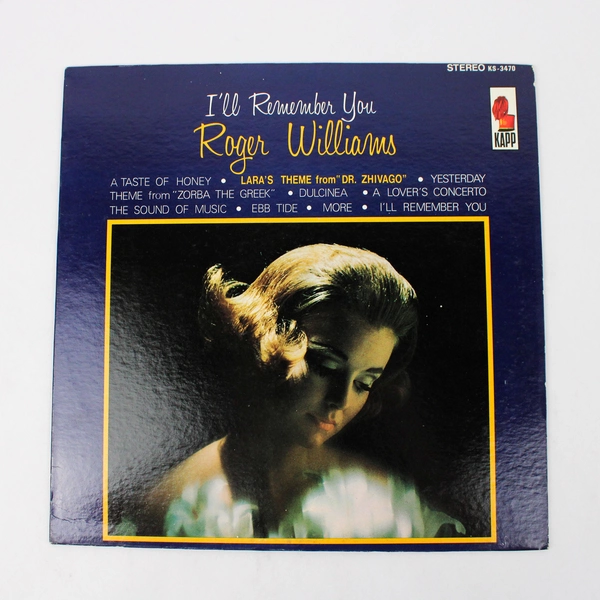 STEREO KS-3470
I'll Remember You
Roger Williams
KAPP
A TASTE OF HONEY • LARA'S THEME from "DR. ZHIVAGO" • YESTERDAY
THEME from "ZORBA THE GREEK" • DULCINEA • A LOVER'S CONCERTO
THE SOUND OF MUSIC • EBB TIDE • MORE • I'LL REMEMBER YOU